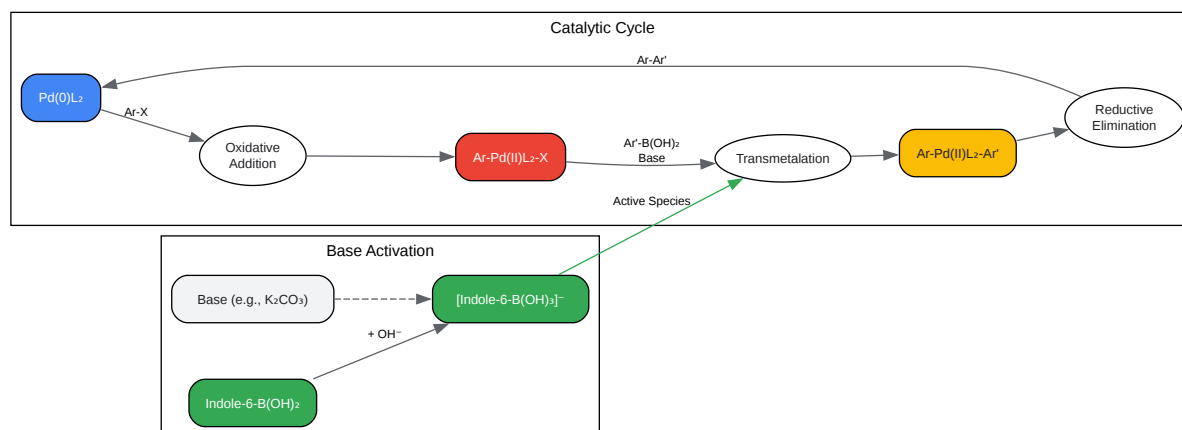 Catalytic Cycle
Ar-Ar'
Pd(0)L₂
Ar-X
Oxidative
Addition
Ar-Pd(II)L₂-X
Ar'-B(OH)₂
Base
Transmetalation
Ar-Pd(II)L₂-Ar'
Reductive
Elimination
Active Species
Base Activation
Base (e.g., K₂CO₃)
[Indole-6-B(OH)₃]⁻
+ OH⁻
Indole-6-B(OH)₂